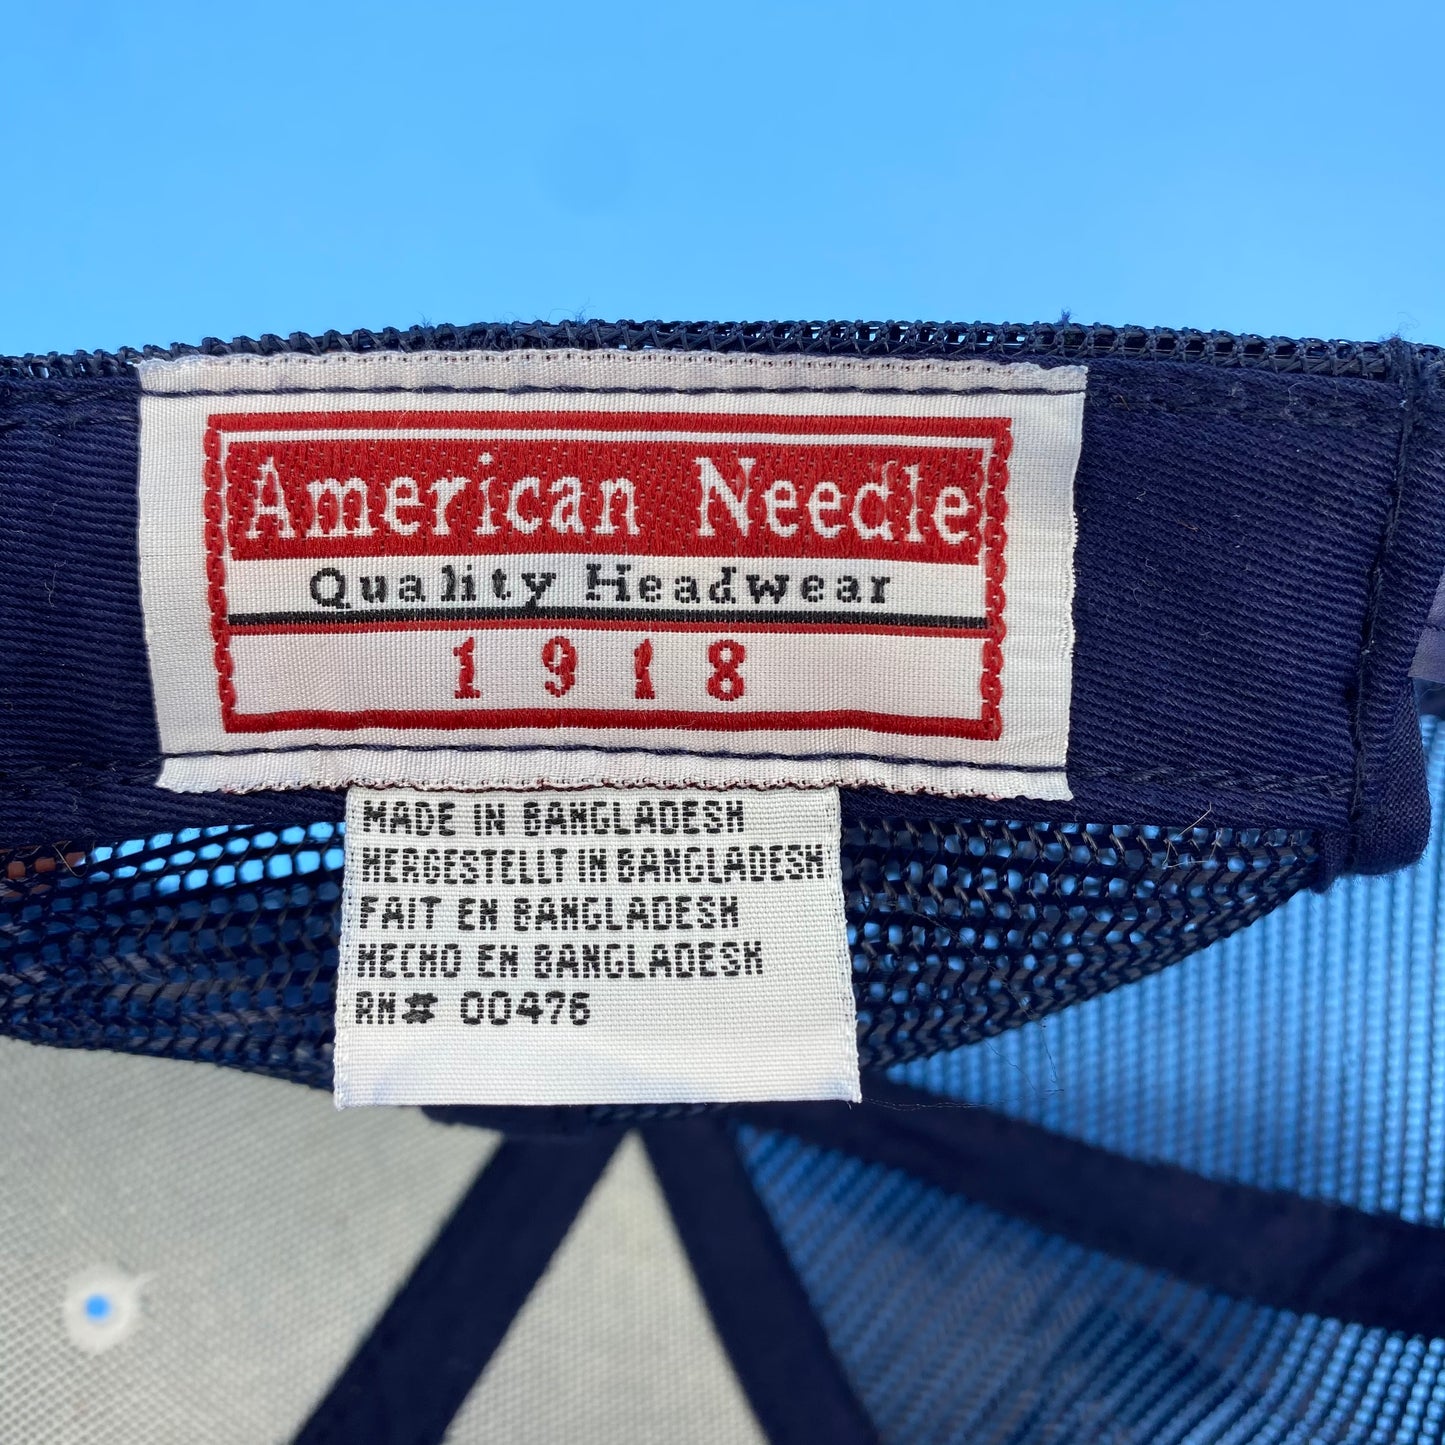 American Needle
Quality Headwear
1918
MADE IN BANGLADESH
HERGESTELLT IN BANGLADESH
FAIT EN BANGLADESH
HECHO EN BANGLADESH
RN# 00476